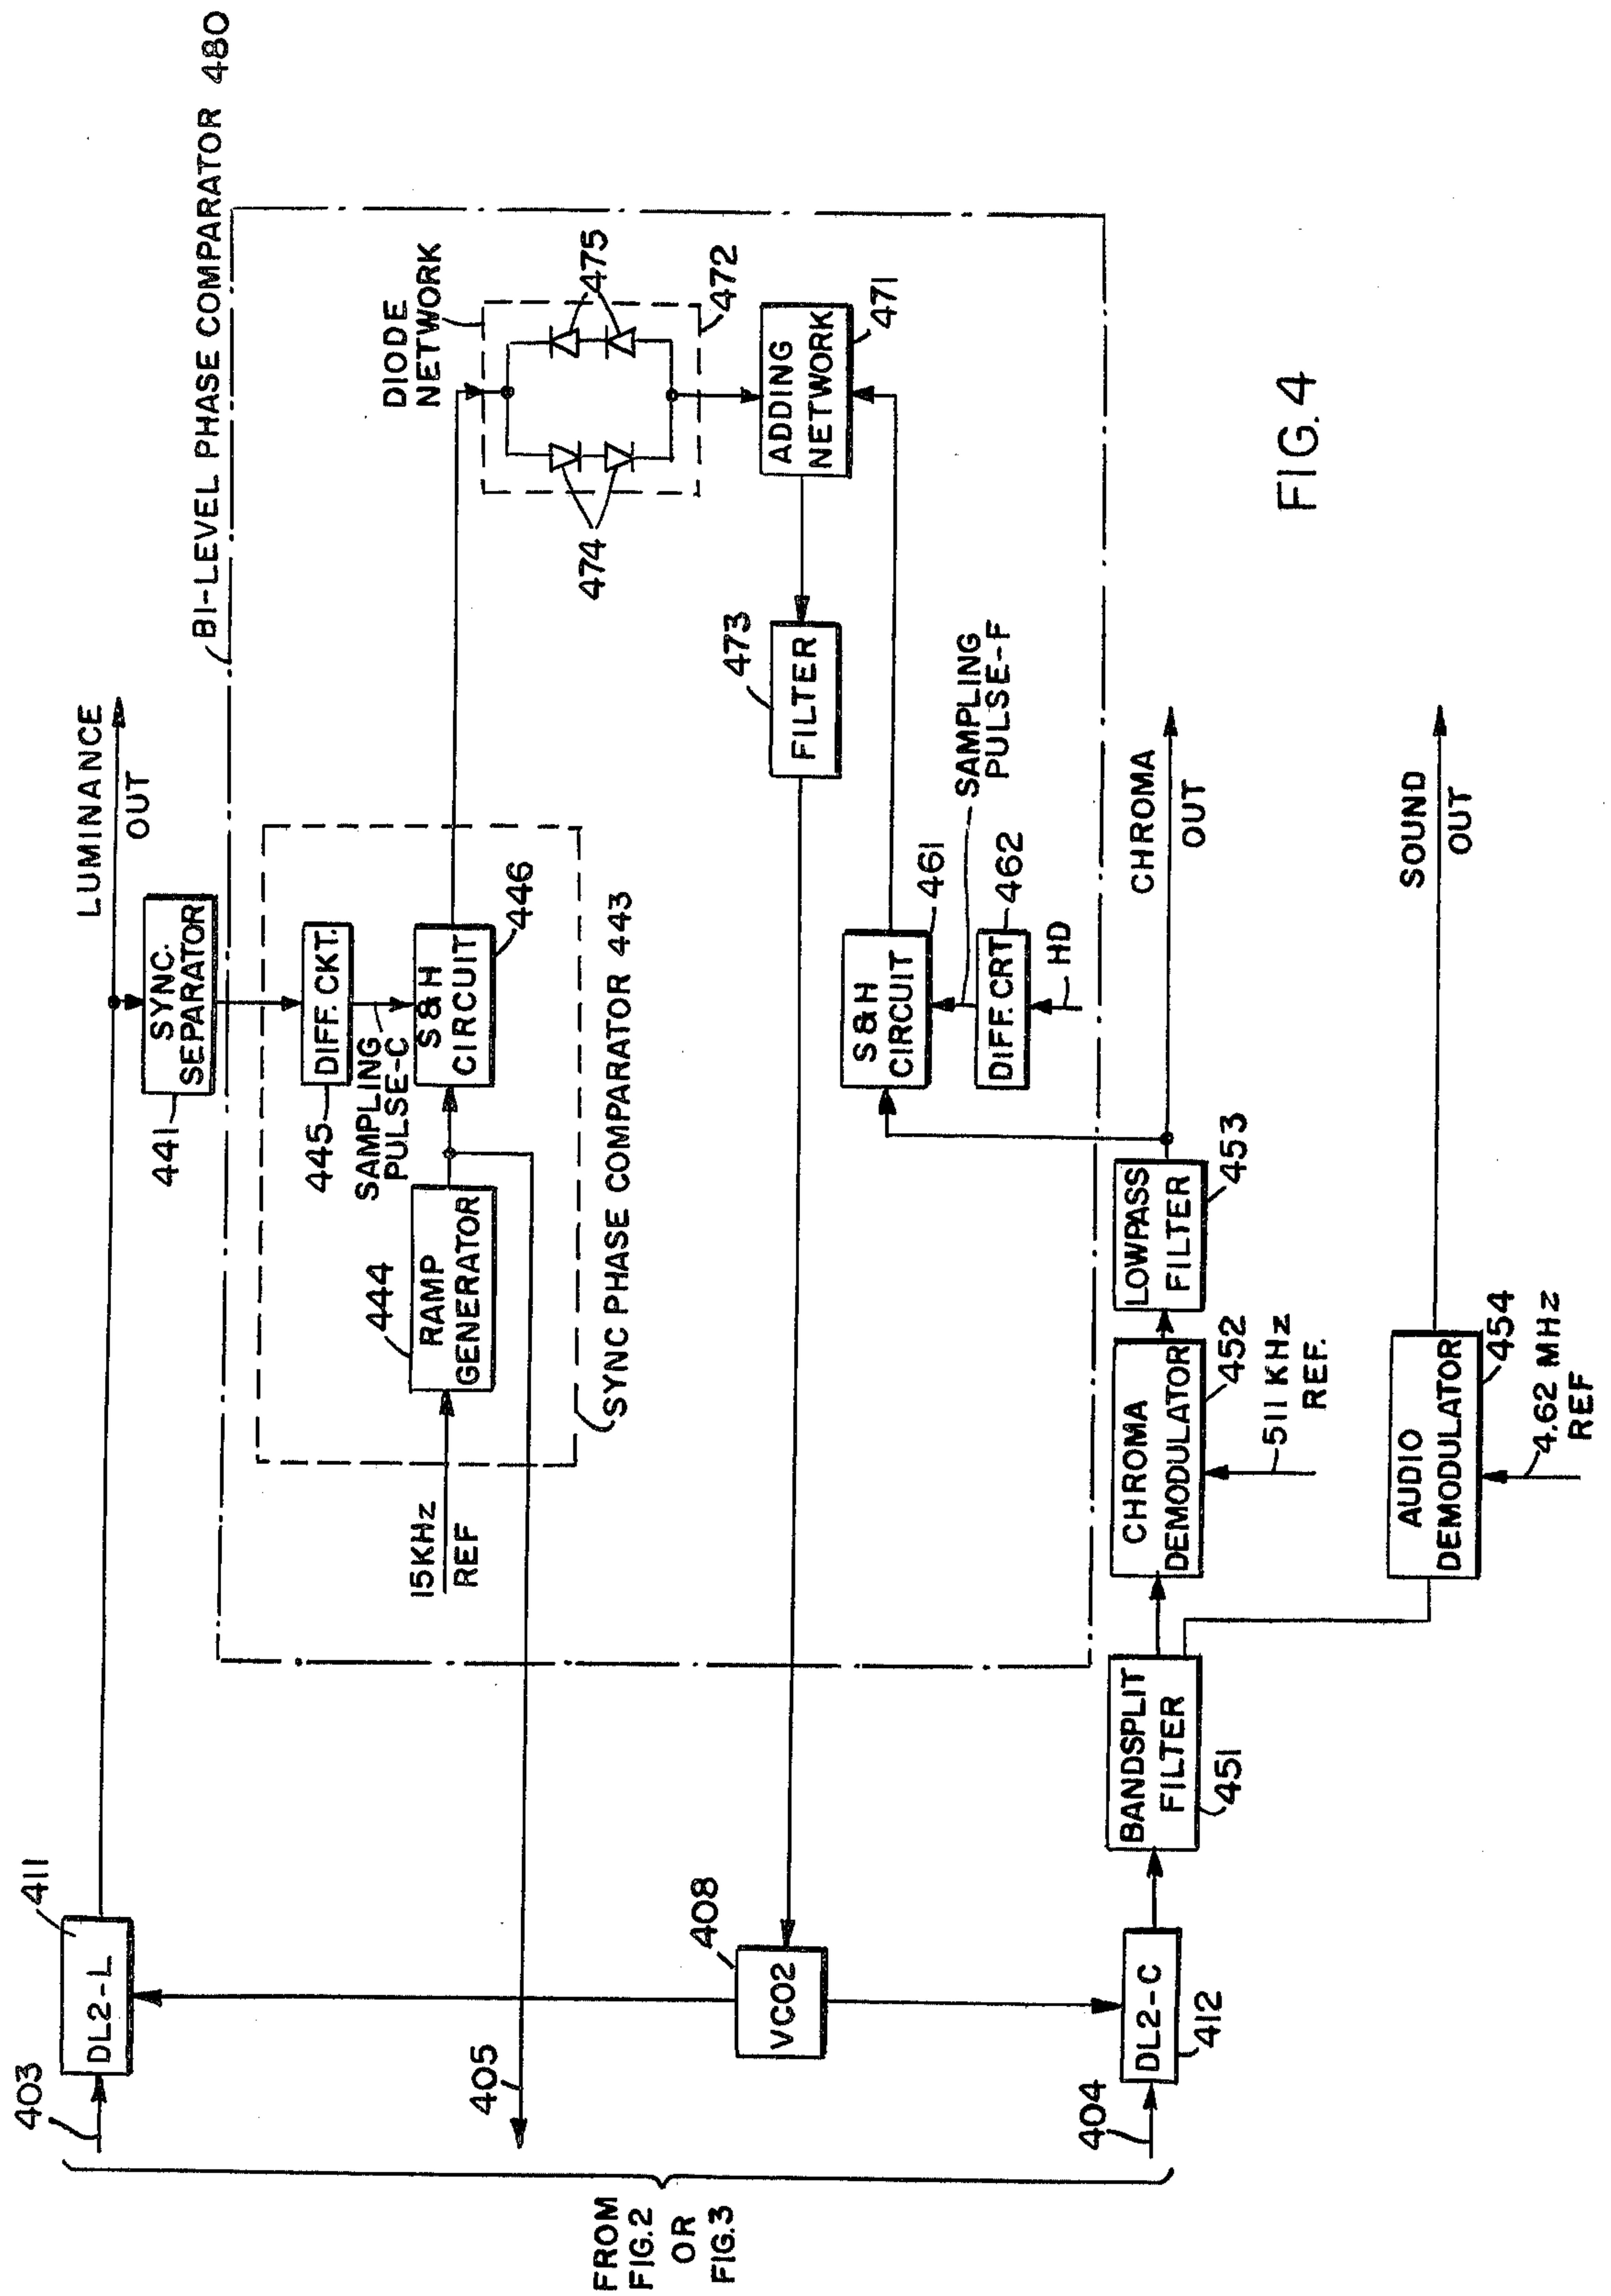 LUMINANCE
OUT
BI-LEVEL PHASE COMPARATOR 480
403
411
DL2-L
441
SYNC.
SEPARATOR
445
DIFF. CKT.
SAMPLING
PULSE-C
S&H
CIRCUIT
446
444
RAMP
GENERATOR
15KHz
REF
SYNC PHASE COMPARATOR 443
DIODE
NETWORK
474
475
472
ADDING
NETWORK
471
473
FILTER
405
408
VCO2
FROM
FIG.2
OR
FIG.3
S&H
CIRCUIT
461
SAMPLING
PULSE-F
DIFF. CRT
462
HD
404
DL2-C
412
BANDSPLIT
FILTER
451
CHROMA
DEMODULATOR
452
511 KHz
REF.
LOWPASS
FILTER
453
CHROMA
OUT
AUDIO
DEMODULATOR
454
4.62 MHz
REF
SOUND
OUT
FIG. 4